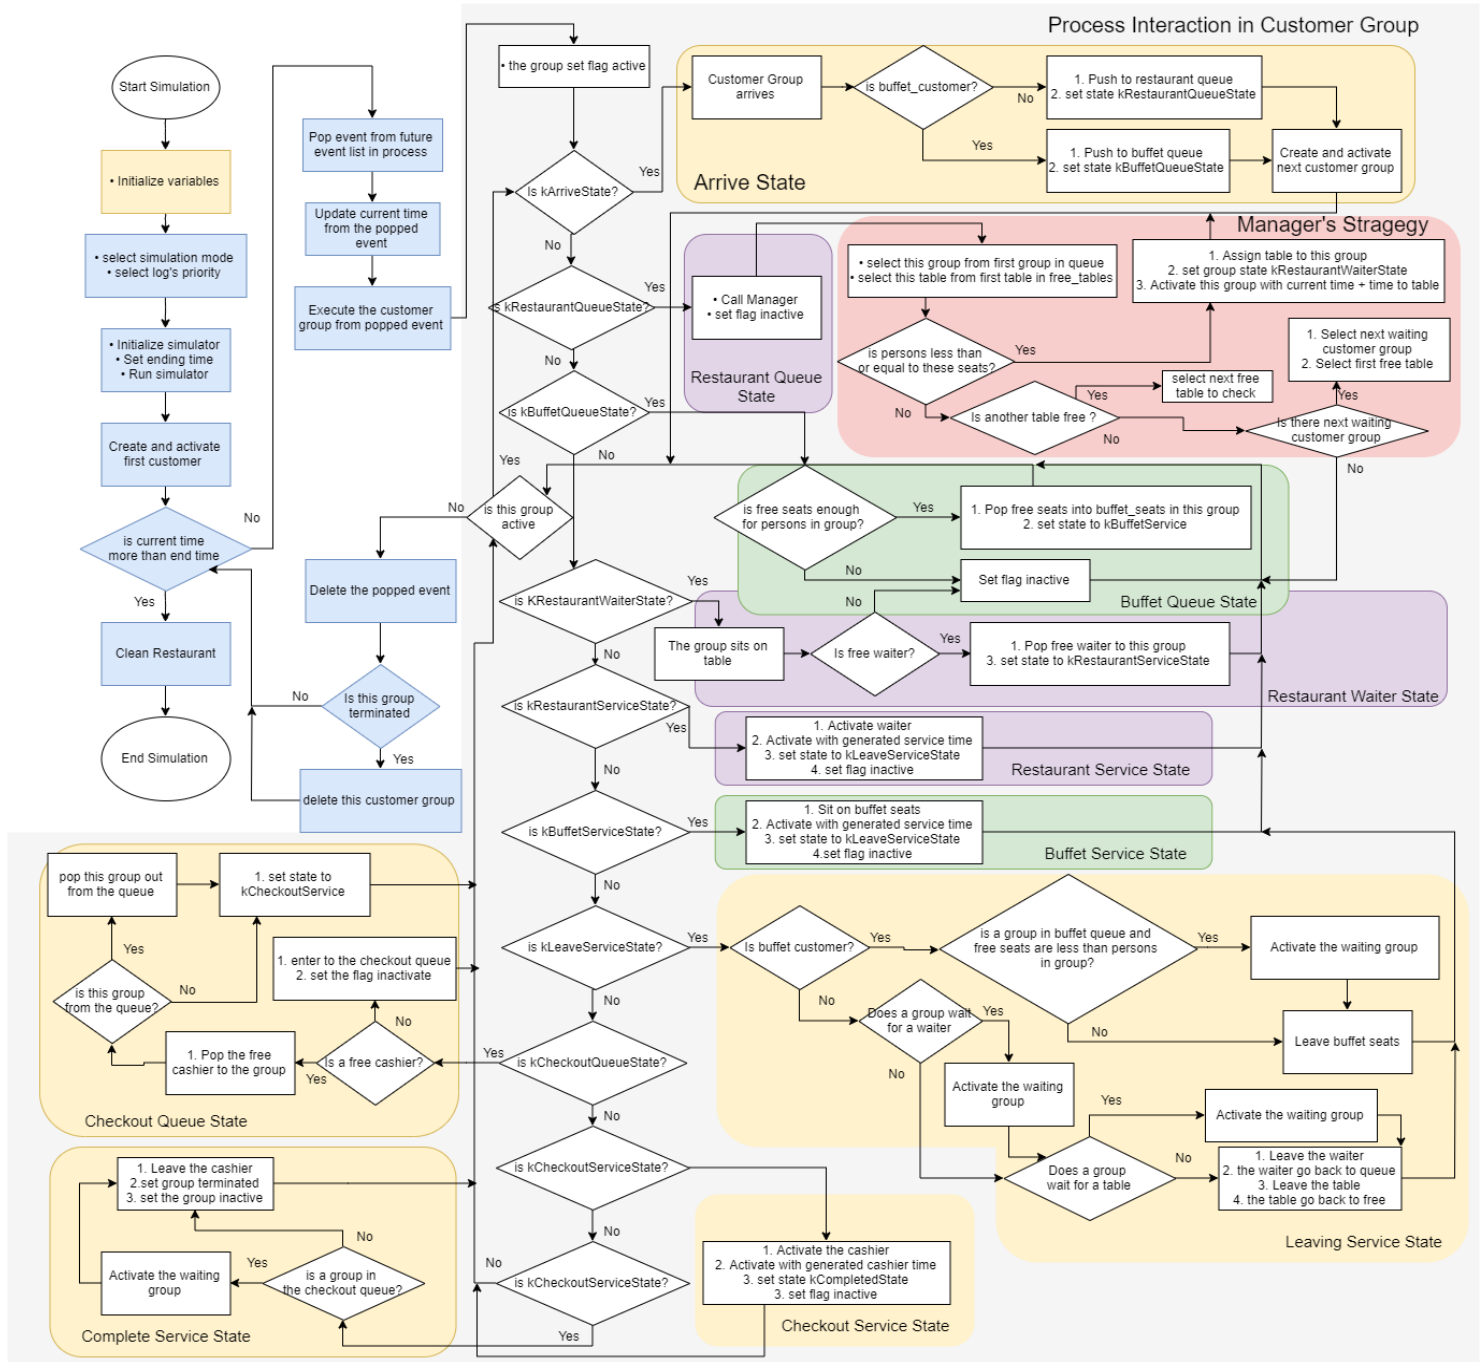 Process Interaction in Customer Group
Start Simulation
• Initialize variables
• select simulation mode
• select log's priority
• Initialize simulator
• Set ending time
• Run simulator
Create and activate
first customer
is current time
more than end time
No
Yes
Clean Restaurant
End Simulation
Pop event from future
event list in process
Update current time
from the popped
event
Execute the customer
group from popped event
• the group set flag active
Is kArriveState?
Yes
No
Customer Group
arrives
is buffet_customer?
No
Yes
1. Push to restaurant queue
2. set state kRestaurantQueueState
1. Push to buffet queue
2. set state kBuffetQueueState
Create and activate
next customer group
Arrive State
s kRestaurantQueueState?
Yes
No
• Call Manager
• set flag inactive
Restaurant Queue
State
Manager's Stragegy
• select this group from first group in queue
• select this table from first table in free_tables
1. Assign table to this group
2. set group state kRestaurantWaiterState
3. Activate this group with current time + time to table
is persons less than
or equal to these seats?
Yes
No
Is another table free ?
Yes
No
select next free
table to check
1. Select next waiting
customer group
2. Select first free table
Yes
Is there next waiting
customer group
No
is kBuffetQueueState?
Yes
No
is this group
active
Yes
No
Delete the popped event
Is this group
terminated
No
Yes
delete this customer group
is free seats enough
for persons in group?
Yes
No
1. Pop free seats into buffet_seats in this group
2. set state to kBuffetService
Set flag inactive
Buffet Queue State
is KRestaurantWaiterState?
Yes
No
The group sits on
table
Is free waiter?
No
Yes
1. Pop free waiter to this group
3. set state to kRestaurantServiceState
Restaurant Waiter State
is kRestaurantServiceState?
Yes
No
1. Activate waiter
2. Activate with generated service time
3. set state to kLeaveServiceState
4. set flag inactive
Restaurant Service State
is kBuffetServiceState?
Yes
No
1. Sit on buffet seats
2. Activate with generated service time
3. set state to kLeaveServiceState
4.set flag inactive
Buffet Service State
is kLeaveServiceState?
Yes
No
Is buffet customer?
Yes
No
is a group in buffet queue and
free seats are less than persons
in group?
Yes
No
Activate the waiting group
Leave buffet seats
Does a group wait
for a waiter
Yes
No
Activate the waiting
group
Does a group
wait for a table
Yes
No
Activate the waiting group
1. Leave the waiter
2. the waiter go back to queue
3. Leave the table
4. the table go back to free
Leaving Service State
pop this group out
from the queue
1. set state to
kCheckoutService
Yes
No
is this group
from the queue?
1. enter to the checkout queue
2. set the flag inactivate
No
Is a free cashier?
Yes
1. Pop the free
cashier to the group
Checkout Queue State
is kCheckoutQueueState?
Yes
No
is kCheckoutServiceState?
No
1. Activate the cashier
2. Activate with generated cashier time
3. set state kCompletedState
3. set flag inactive
Checkout Service State
is kCheckoutServiceState?
No
Yes
1. Leave the cashier
2.set group terminated
3. set the group inactive
No
Yes
Activate the waiting
group
is a group in
the checkout queue?
Complete Service State